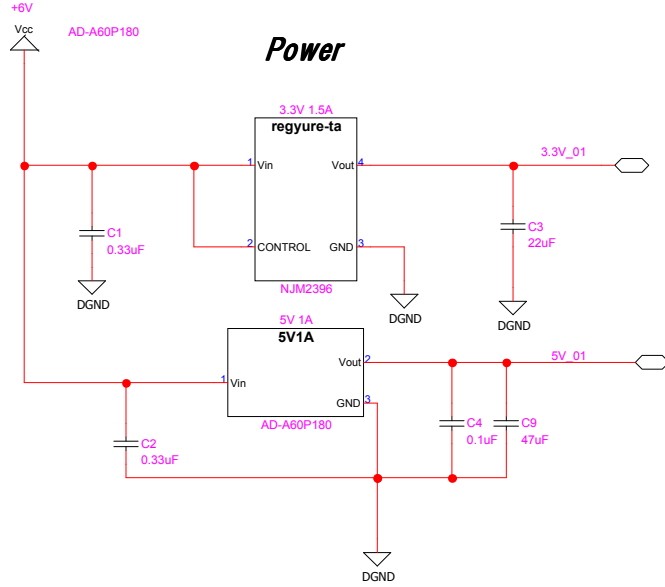 +6V
Vcc
AD-A60P180
Power
3.3V 1.5A
regyure-ta
1
Vin
Vout
4
3.3V_01
C1
0.33uF
C3
22uF
2
CONTROL
GND
3
DGND
NJM2396
DGND
DGND
5V 1A
5V1A
Vout
2
5V_01
1
Vin
GND
3
AD-A60P180
C4
0.1uF
C9
47uF
C2
0.33uF
DGND